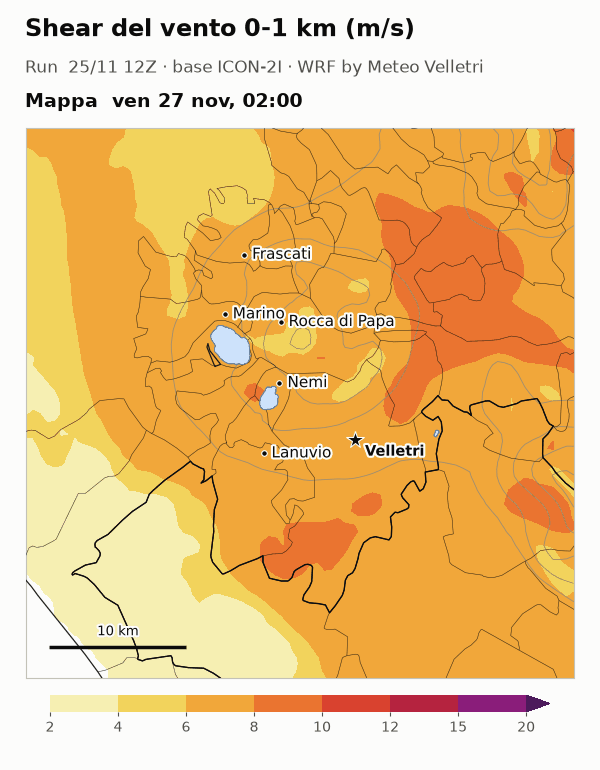 Shear del vento 0-1 km (m/s)
Run  25/11 12Z · base ICON-2I · WRF by Meteo Velletri
Mappa  ven 27 nov, 02:00
Frascati
Marino
Rocca di Papa
Nemi
Velletri
Lanuvio
10 km
2 4 6 8 10 12 15 20